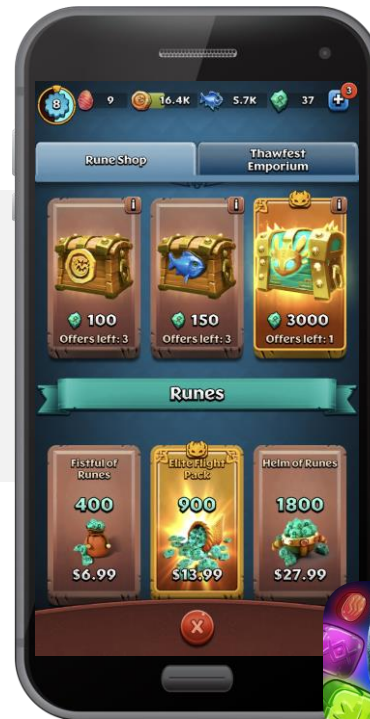 8 9 16.4K 5.7K 37 3
Rune Shop
Thawfest
Emporium
i i i
100 150 3000
Offers left: 3 Offers left: 3 Offers left: 1
Runes
Fistful of
Runes
400
$6.99
Elite Flight
Pack
900
$13.99
Helm of Runes
1800
$27.99
X